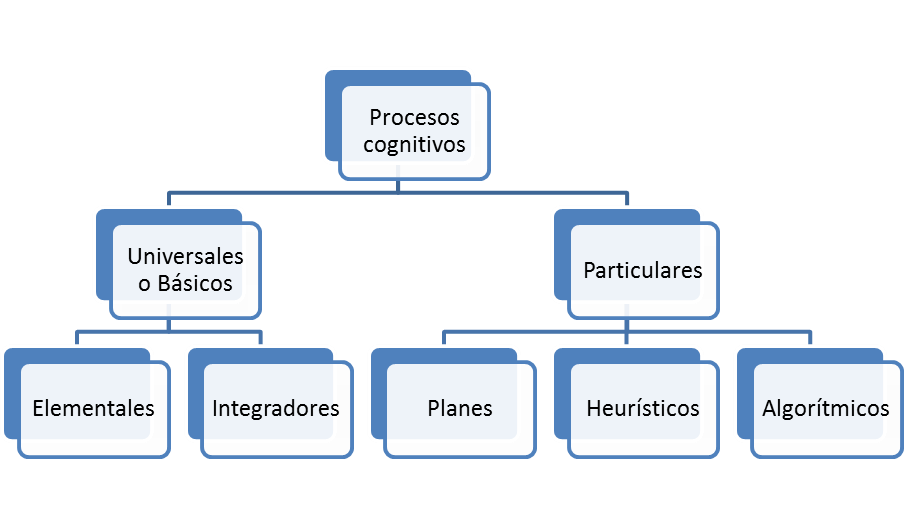 Procesos
cognitivos
Universales
o Básicos
Particulares
Elementales
Integradores
Planes
Heurísticos
Algorítmicos